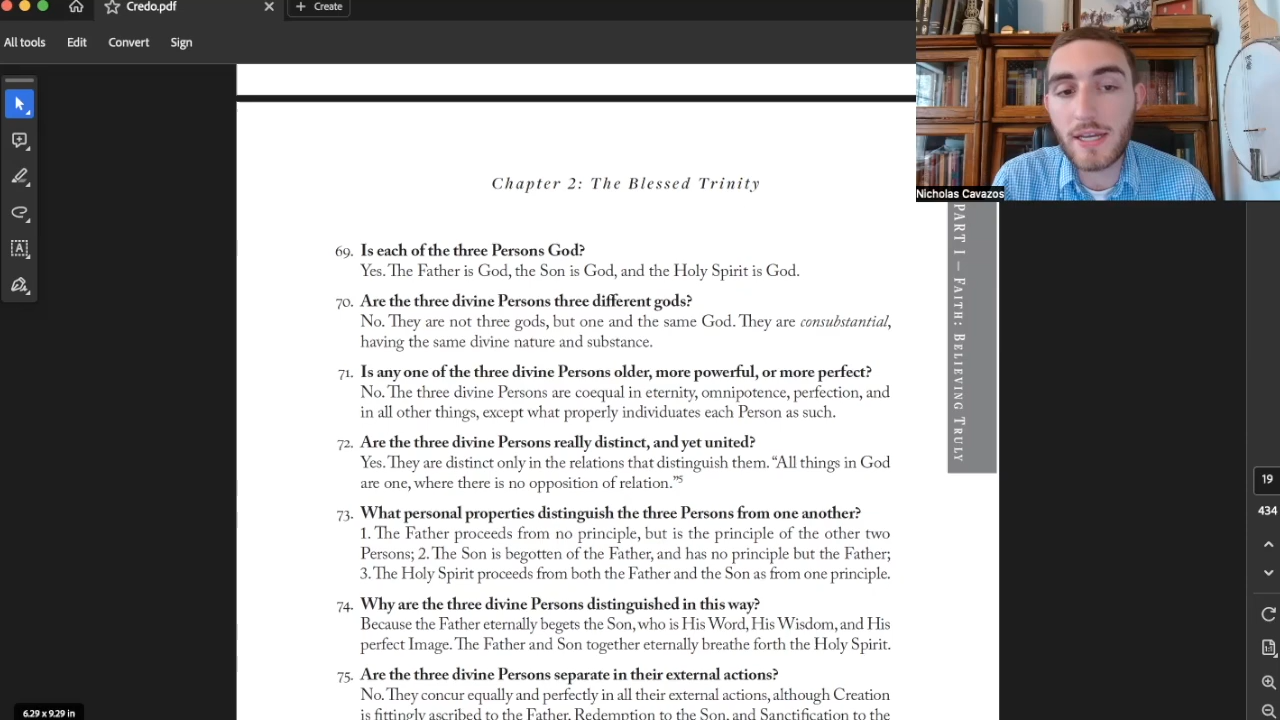 Credo.pdf
Create
All tools
Edit
Convert
Sign
Nicholas Cavazos
Chapter 2: The Blessed Trinity
69. Is each of the three Persons God?
Yes. The Father is God, the Son is God, and the Holy Spirit is God.
70. Are the three divine Persons three different gods?
No. They are not three gods, but one and the same God. They are consubstantial,
having the same divine nature and substance.
71. Is any one of the three divine Persons older, more powerful, or more perfect?
No. The three divine Persons are coequal in eternity, omnipotence, perfection, and
in all other things, except what properly individuates each Person as such.
72. Are the three divine Persons really distinct, and yet united?
Yes. They are distinct only in the relations that distinguish them. “All things in God
are one, where there is no opposition of relation.”5
73. What personal properties distinguish the three Persons from one another?
1. The Father proceeds from no principle, but is the principle of the other two
Persons; 2. The Son is begotten of the Father, and has no principle but the Father;
3. The Holy Spirit proceeds from both the Father and the Son as from one principle.
74. Why are the three divine Persons distinguished in this way?
Because the Father eternally begets the Son, who is His Word, His Wisdom, and His
perfect Image. The Father and Son together eternally breathe forth the Holy Spirit.
75. Are the three divine Persons separate in their external actions?
No. They concur equally and perfectly in all their external actions, although Creation
is fittingly ascribed to the Father, Redemption to the Son, and Sanctification to the
PART I – FAITH: BELIEVING TRULY
19
434
6.29 x 9.29 in